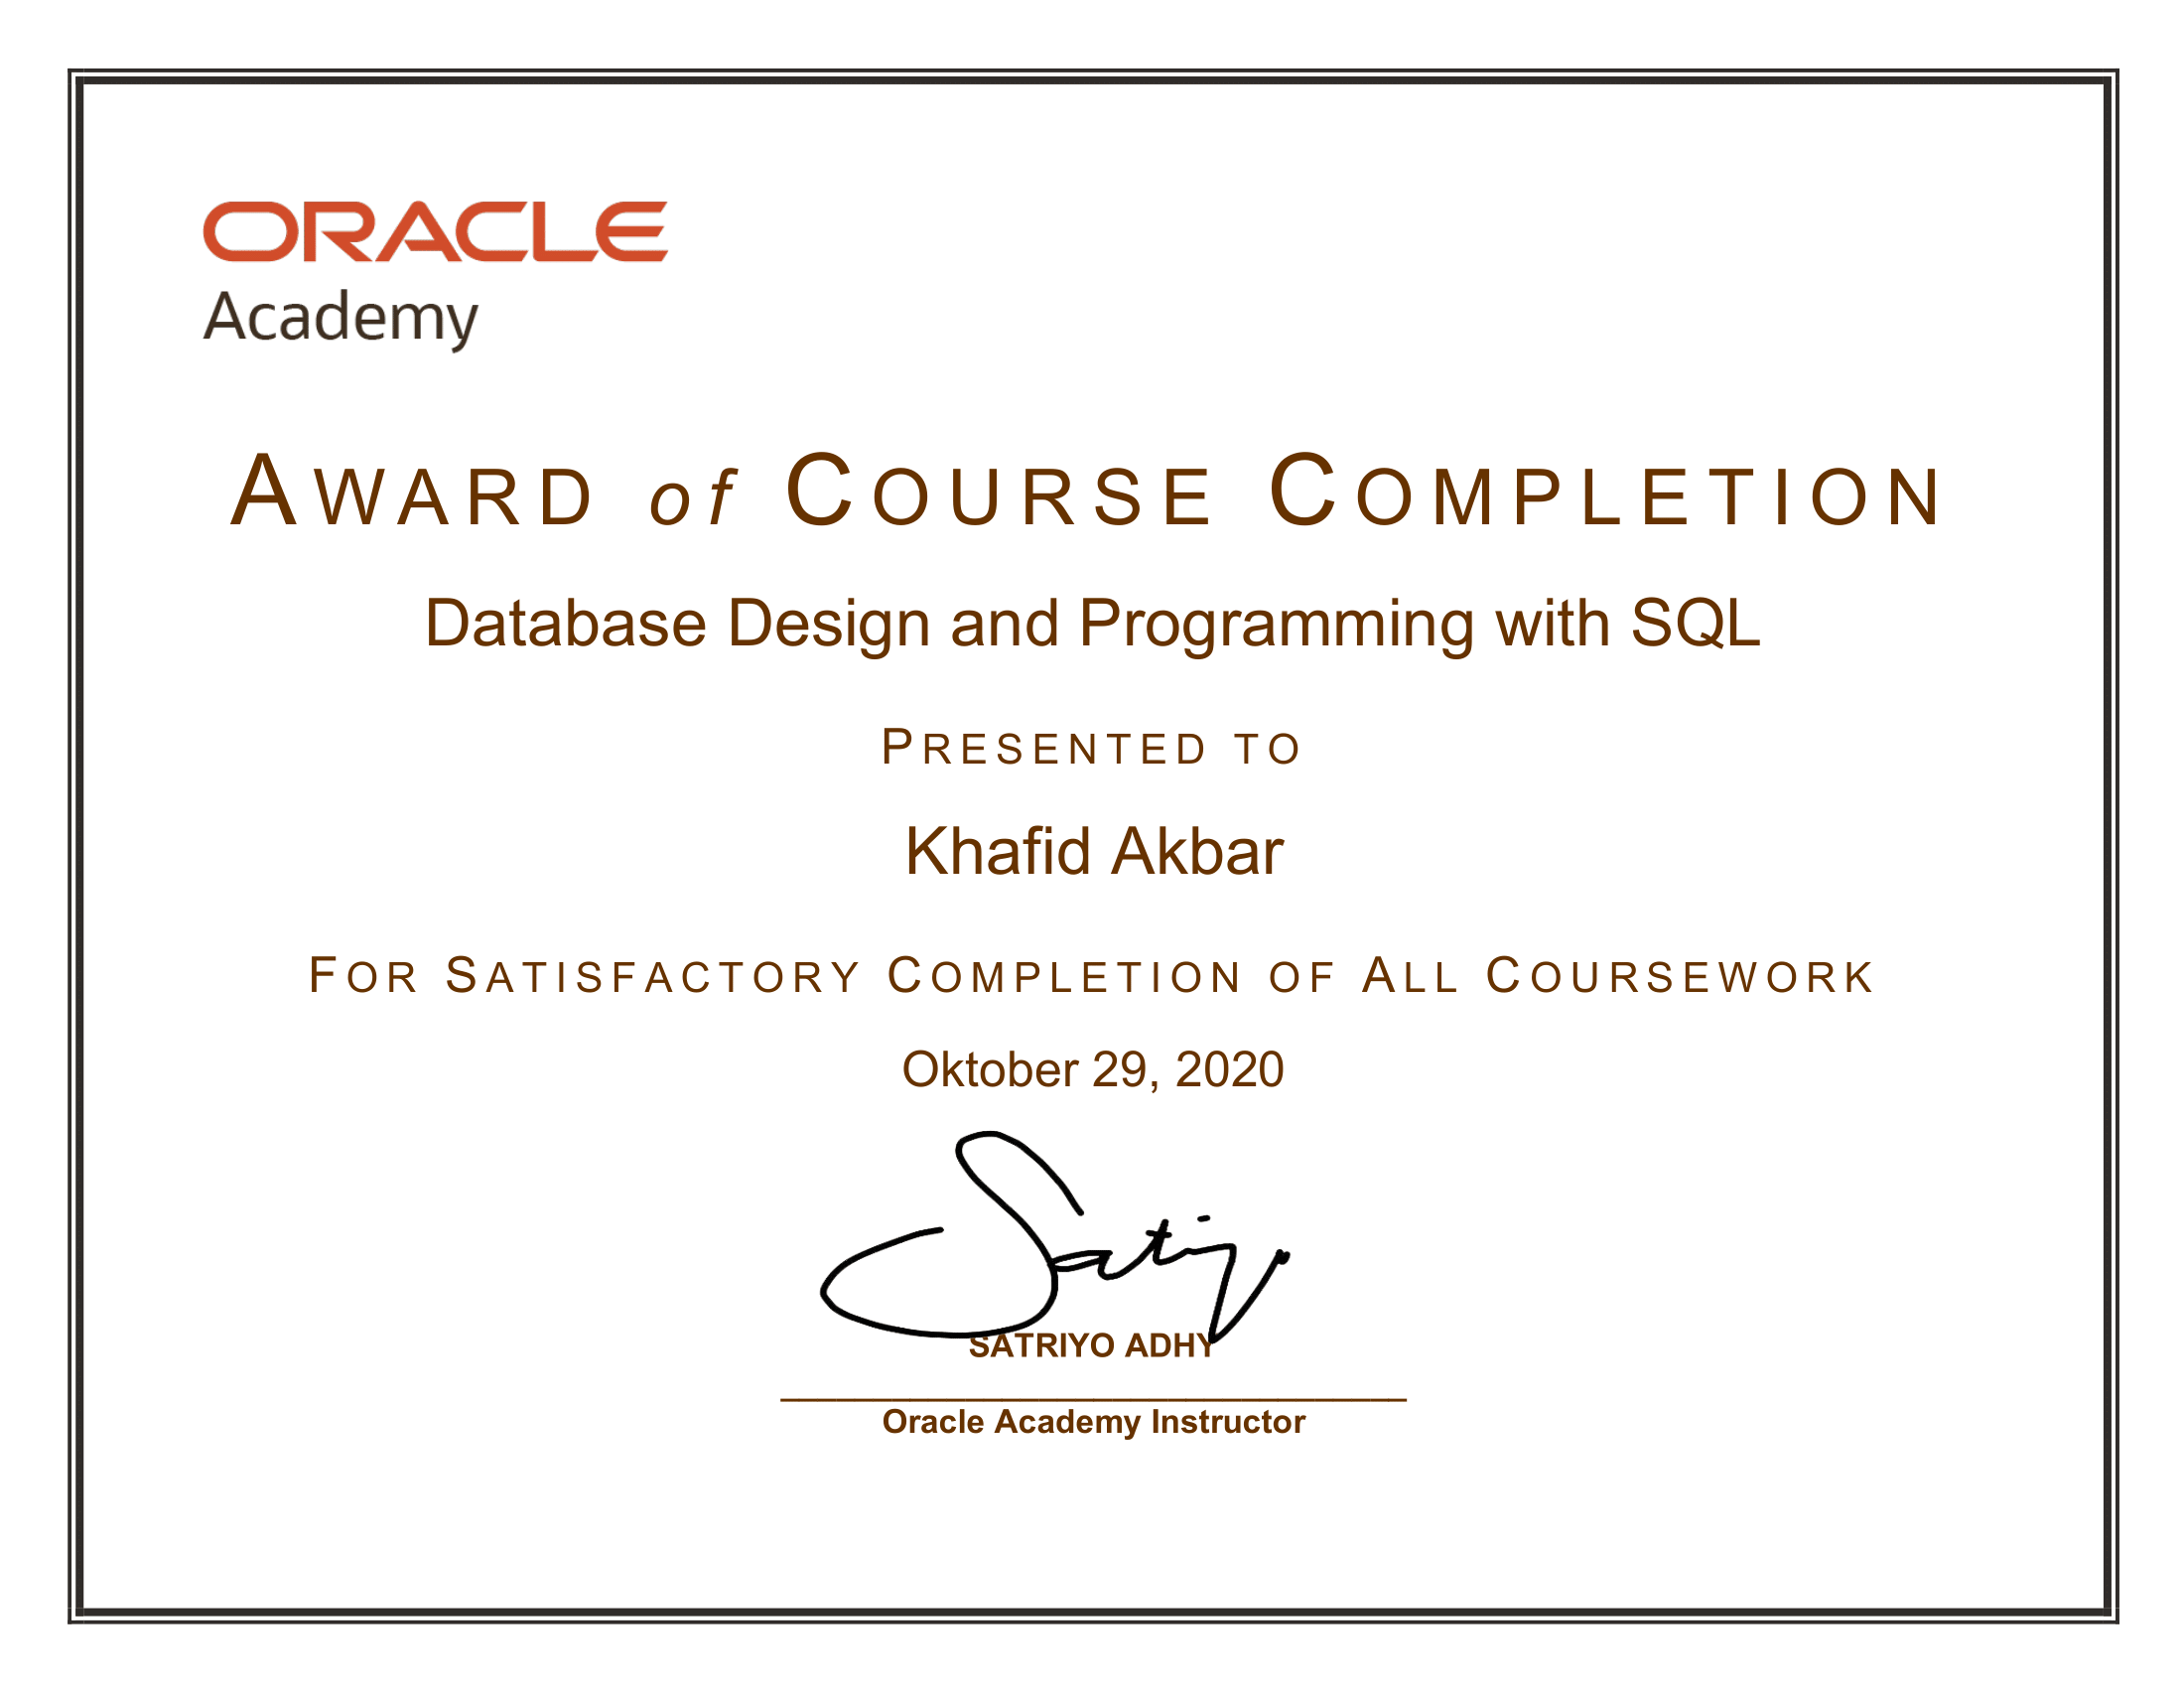 ORACLE
Academy
AWARD of COURSE COMPLETION
Database Design and Programming with SQL
PRESENTED TO
Khafid Akbar
FOR SATISFACTORY COMPLETION OF ALL COURSEWORK
Oktober 29, 2020
SATRIYO ADHY
Oracle Academy Instructor